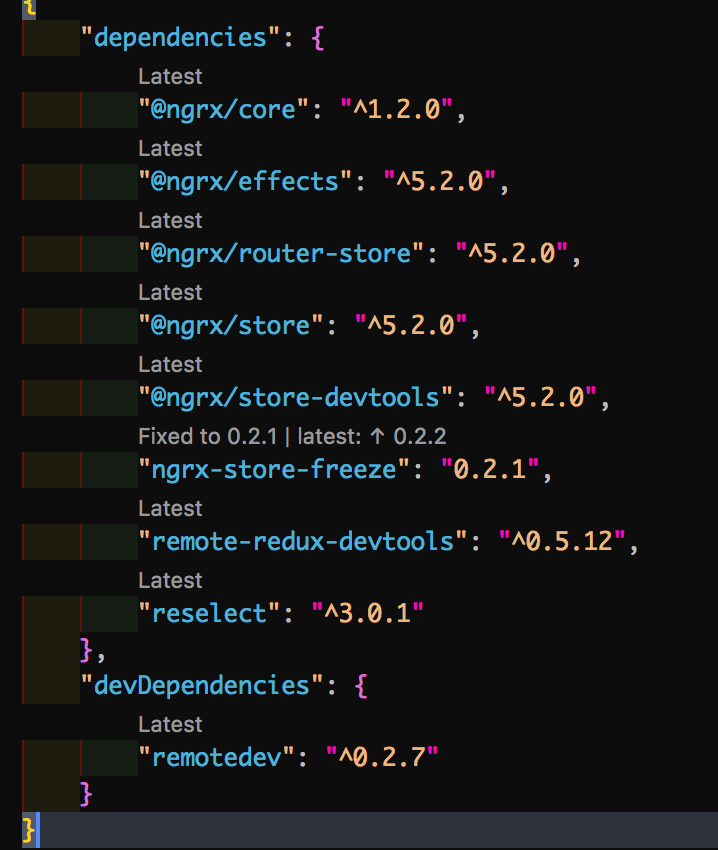 {
"dependencies": {
Latest
"@ngrx/core": "^1.2.0",
Latest
"@ngrx/effects": "^5.2.0",
Latest
"@ngrx/router-store": "^5.2.0",
Latest
"@ngrx/store": "^5.2.0",
Latest
"@ngrx/store-devtools": "^5.2.0",
Fixed to 0.2.1 | latest: ↑ 0.2.2
"ngrx-store-freeze": "0.2.1",
Latest
"remote-redux-devtools": "^0.5.12",
Latest
"reselect": "^3.0.1"
},
"devDependencies": {
Latest
"remotedev": "^0.2.7"
}
}